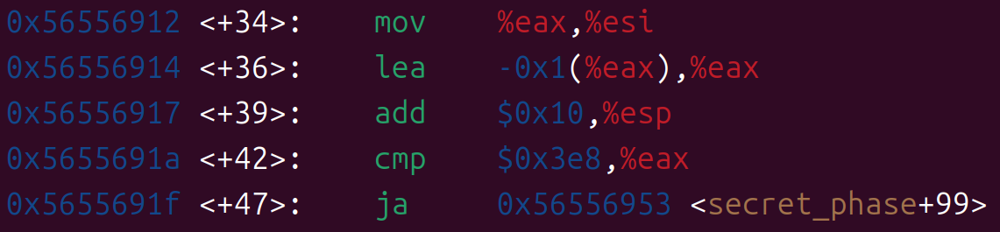 0x56556912 <+34>: mov %eax,%esi
0x56556914 <+36>: lea -0x1(%eax),%eax
0x56556917 <+39>: add $0x10,%esp
0x5655691a <+42>: cmp $0x3e8,%eax
0x5655691f <+47>: ja 0x56556953 <secret_phase+99>